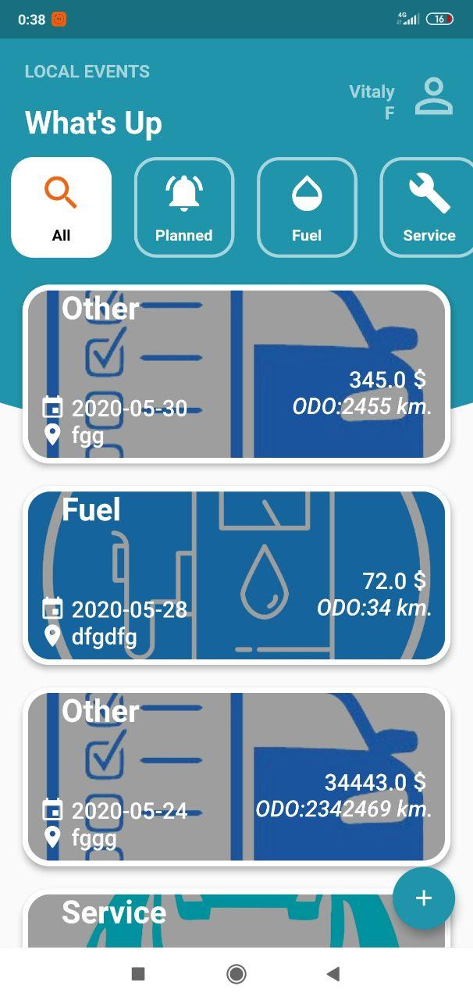 0:38
4G
16
LOCAL EVENTS
Vitaly
F
What's Up
All
Planned
Fuel
Service
Other
345.0 $
ODO:2455 km.
2020-05-30
fgg
Fuel
72.0 $
ODO:34 km.
2020-05-28
dfgdfg
Other
34443.0 $
ODO:2342469 km.
2020-05-24
fggg
Service
+